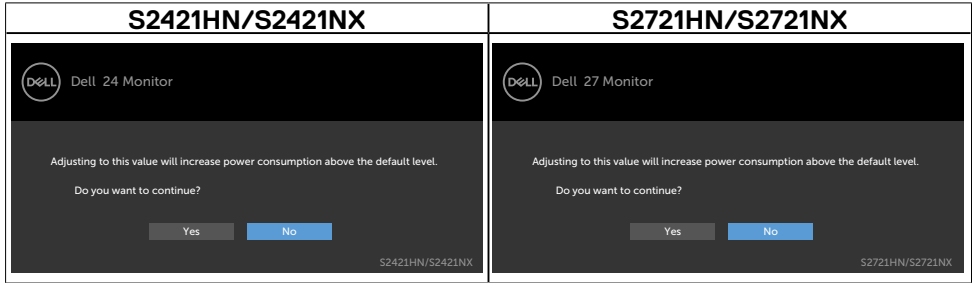 S2421HN/S2421NX
DELL Dell 24 Monitor
Adjusting to this value will increase power consumption above the default level.
Do you want to continue?
Yes No
S2421HN/S2421NX
S2721HN/S2721NX
DELL Dell 27 Monitor
Adjusting to this value will increase power consumption above the default level.
Do you want to continue?
Yes No
S2721HN/S2721NX